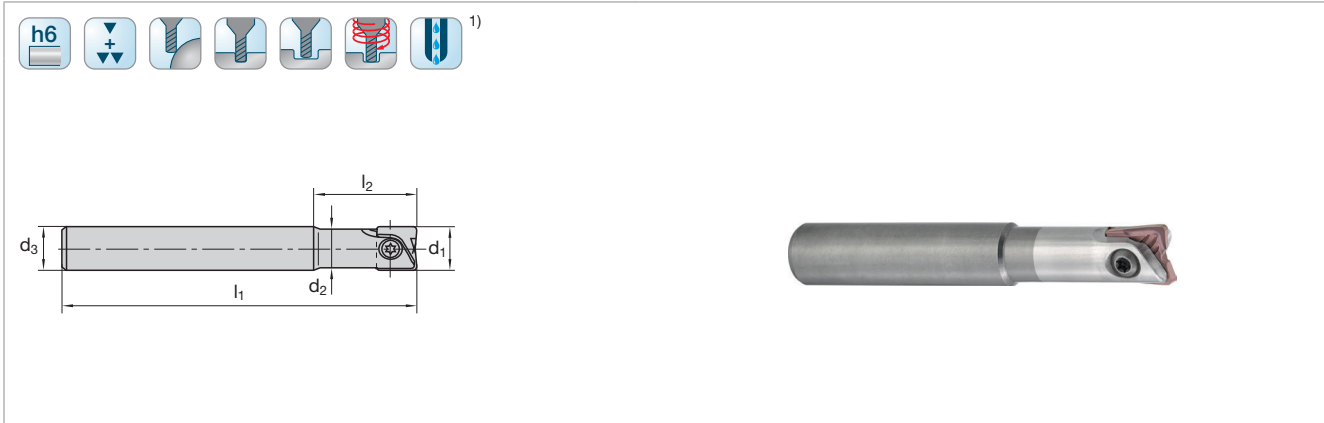 h6
+
1)
l₂
d₃
d₁
d₂
l₁